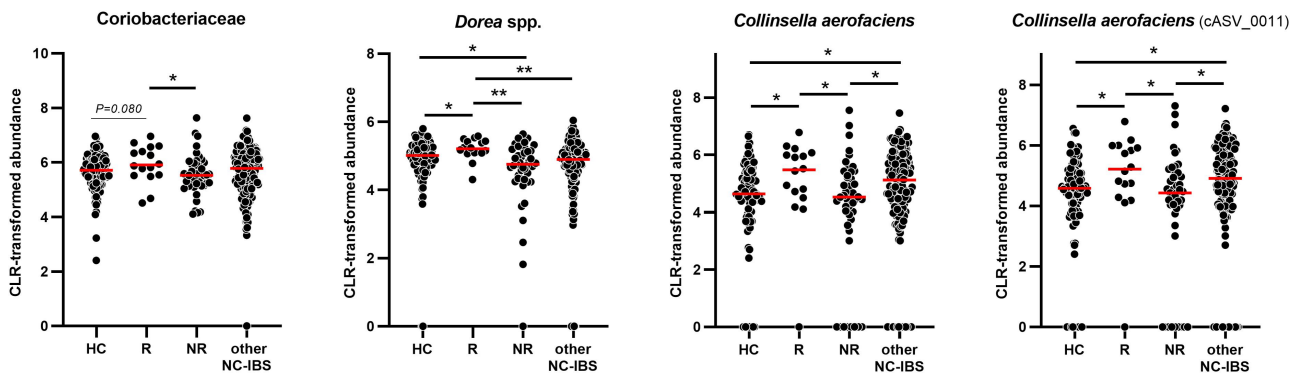 Coriobacteriaceae
CLR-transformed abundance
10
8
6
4
2
0
P=0.080
*
HC R NR other
NC-IBS
Dorea spp.
CLR-transformed abundance
8
6
4
2
0
*
**
**
*
HC R NR other
NC-IBS
Collinsella aerofaciens
CLR-transformed abundance
8
6
4
2
0
*
*
*
*
HC R NR other
NC-IBS
Collinsella aerofaciens (cASV_0011)
CLR-transformed abundance
8
6
4
2
0
*
*
*
*
HC R NR other
NC-IBS